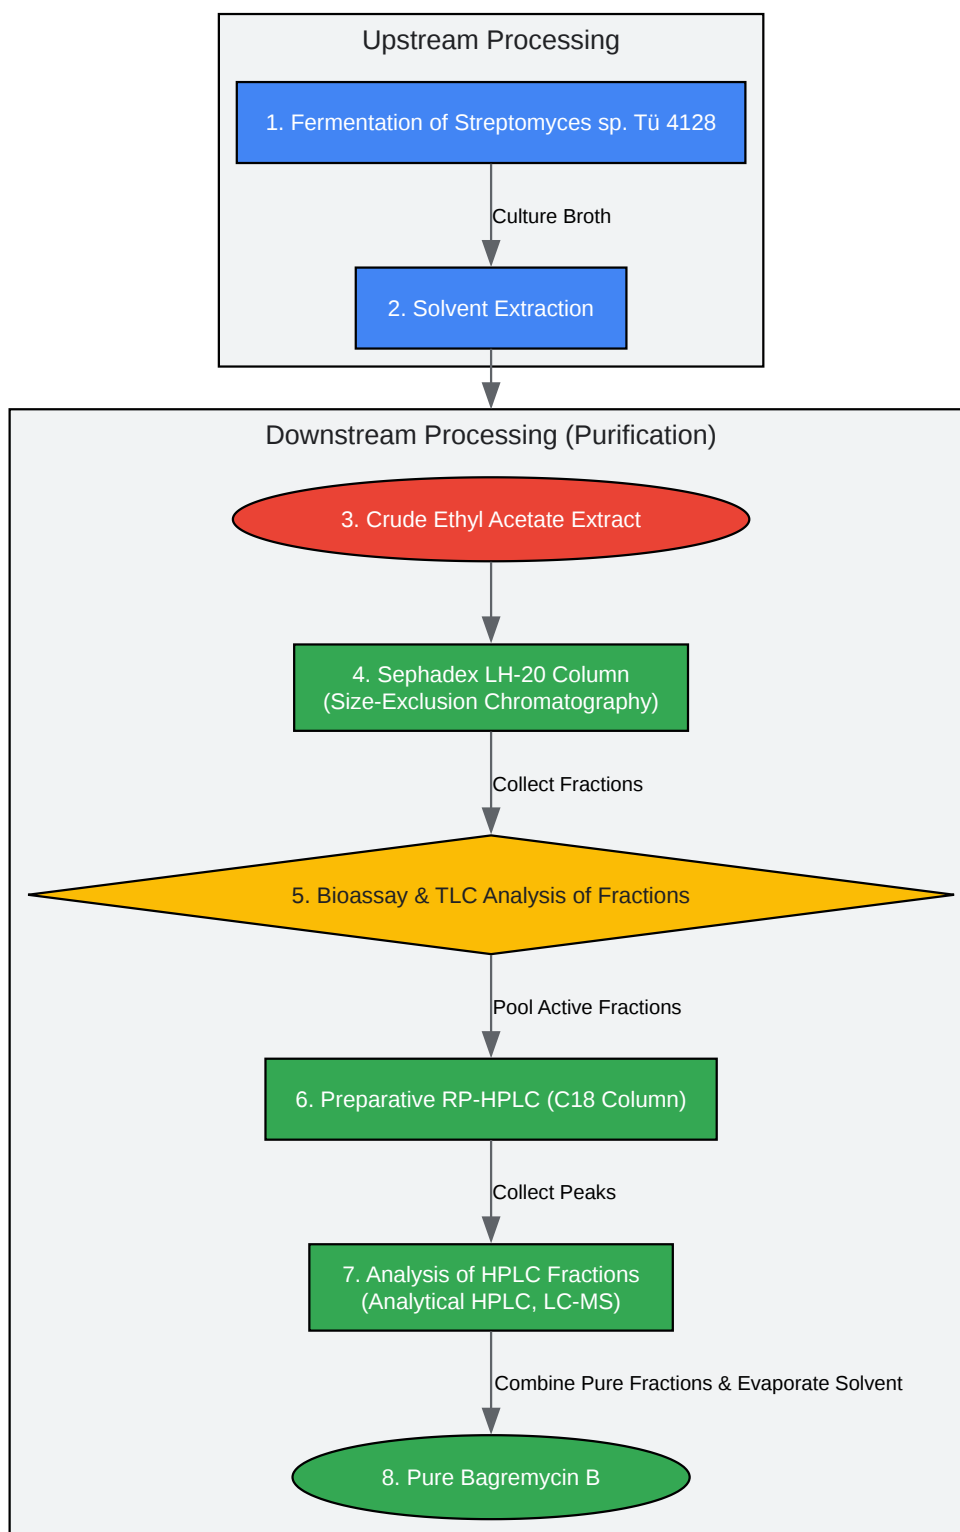 Upstream Processing
1. Fermentation of Streptomyces sp. Tü 4128
Culture Broth
2. Solvent Extraction
Downstream Processing (Purification)
3. Crude Ethyl Acetate Extract
4. Sephadex LH-20 Column
(Size-Exclusion Chromatography)
Collect Fractions
5. Bioassay & TLC Analysis of Fractions
Pool Active Fractions
6. Preparative RP-HPLC (C18 Column)
Collect Peaks
7. Analysis of HPLC Fractions
(Analytical HPLC, LC-MS)
Combine Pure Fractions & Evaporate Solvent
8. Pure Bagremycin B